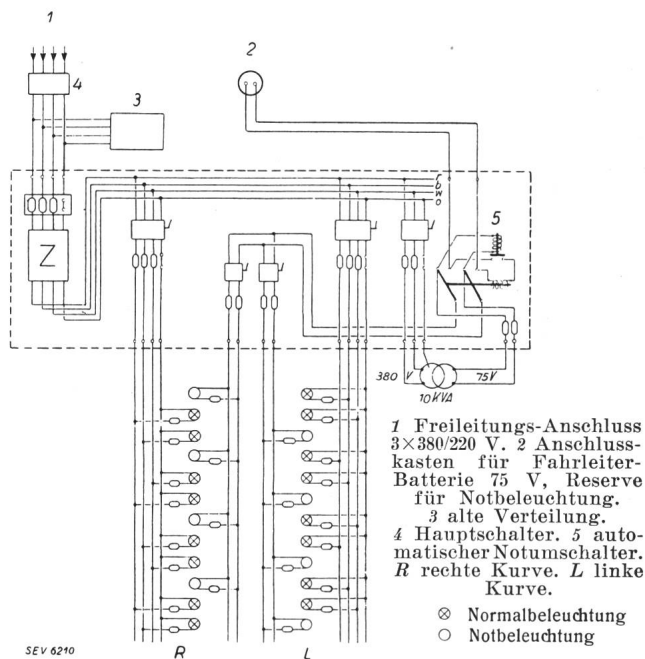 1
2
3
4
5
Z
r
b
w
o
380 V
75 V
10 KVA
R
L
SEV 6210
1 Freileitungs-Anschluss
3×380/220 V. 2 Anschluss-
kasten für Fahrleiter-
Batterie 75 V, Reserve
für Notbeleuchtung.
3 alte Verteilung.
4 Hauptschalter. 5 auto-
matischer Notumschalter.
R rechte Kurve. L linke
Kurve.
⊗ Normalbeleuchtung
○ Notbeleuchtung